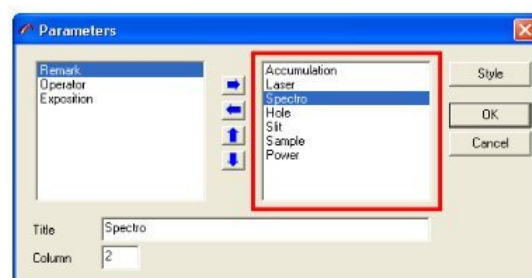 Parameters
Remark
Operator
Exposition
Accumulation
Laser
Spectro
Hole
Slit
Sample
Power
Style
OK
Cancel
Title Spectro
Column 2